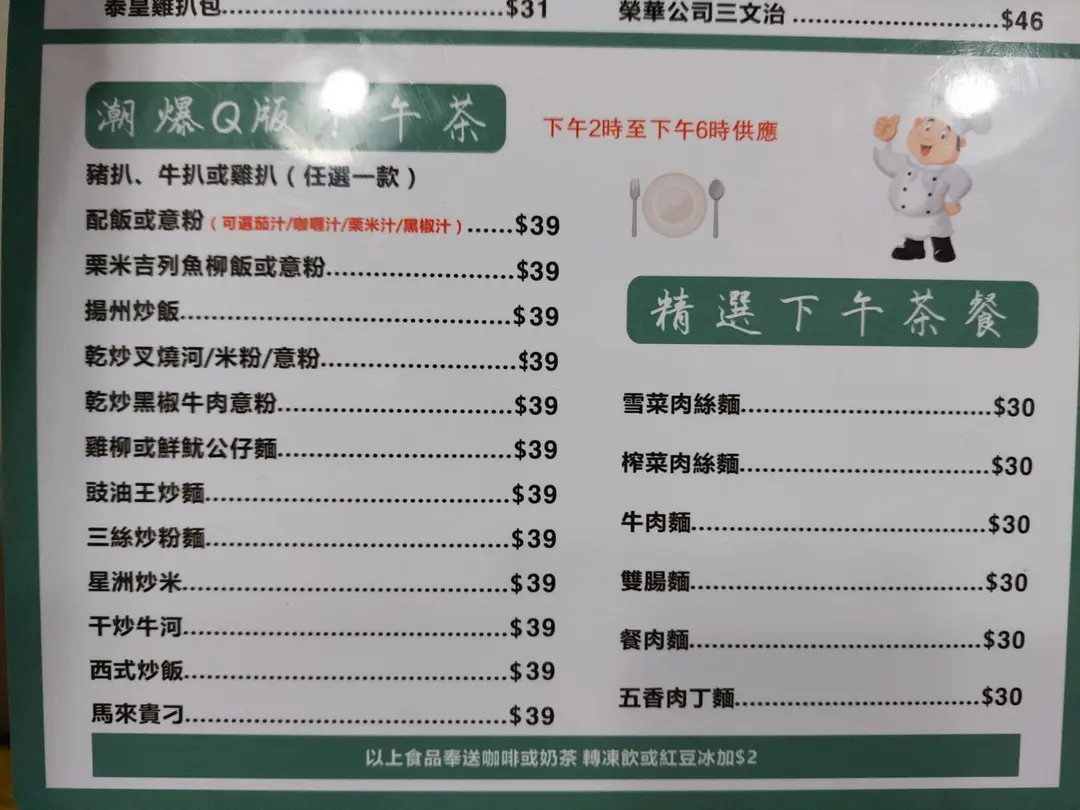 泰皇雞扒包 $31
榮華公司三文治 $46
潮爆Q版下午茶
下午2時至下午6時供應
豬扒、牛扒或雞扒 ( 任選一款 )
配飯或意粉 ( 可選茄汁/咖喱汁/栗米汁/黑椒汁 ) $39
栗米吉列魚柳飯或意粉 $39
揚州炒飯 $39
乾炒叉燒河/米粉/意粉 $39
乾炒黑椒牛肉意粉 $39
雞柳或鮮魷公仔麵 $39
豉油王炒麵 $39
三絲炒粉麵 $39
星洲炒米 $39
干炒牛河 $39
西式炒飯 $39
馬來貴刁 $39
精選下午茶餐
雪菜肉絲麵 $30
榨菜肉絲麵 $30
牛肉麵 $30
雙腸麵 $30
餐肉麵 $30
五香肉丁麵 $30
以上食品奉送咖啡或奶茶 轉凍飲或紅豆冰加$2